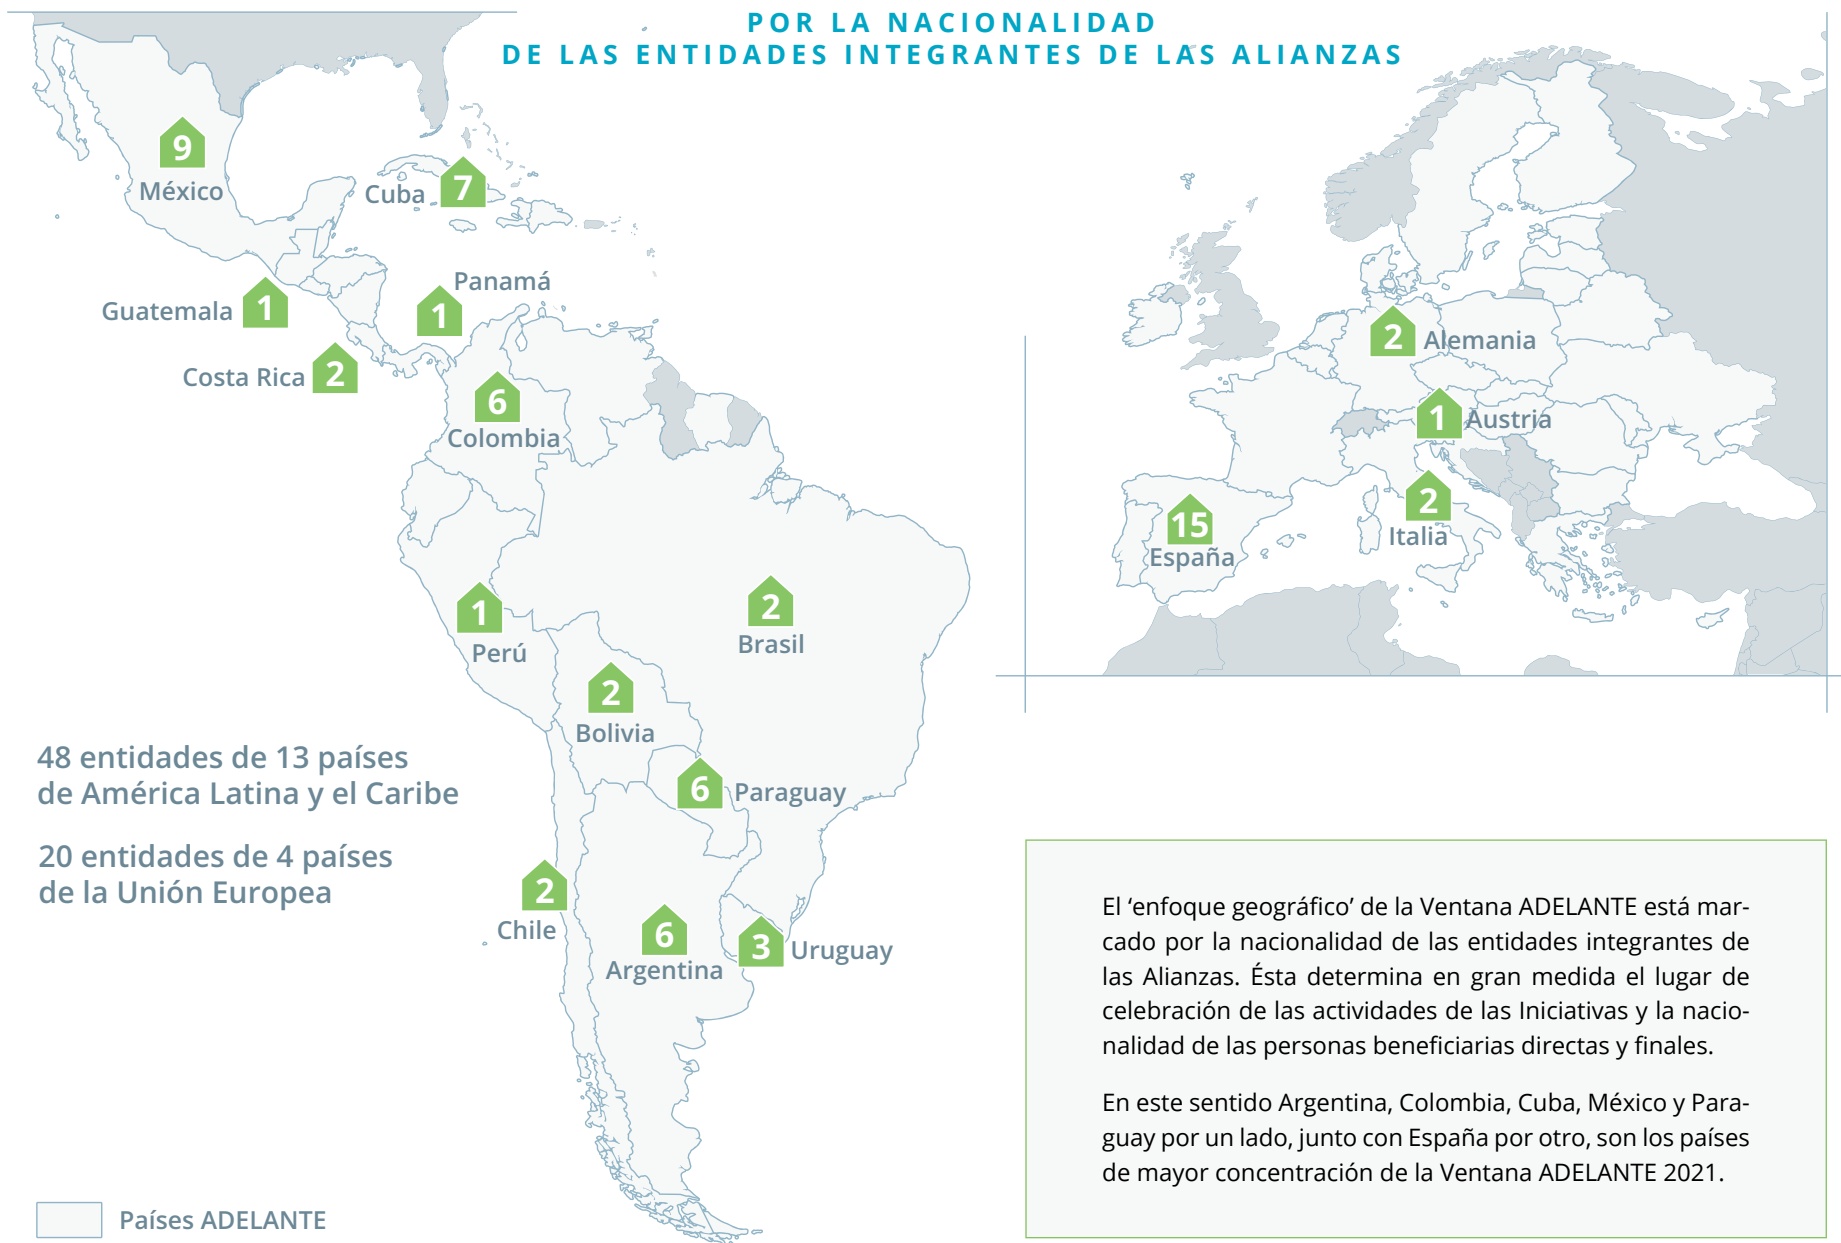 POR LA NACIONALIDAD
DE LAS ENTIDADES INTEGRANTES DE LAS ALIANZAS
9
México
Cuba
7
Panamá
1
Guatemala
1
Costa Rica
2
6
Colombia
1
Perú
2
Brasil
2
Bolivia
6
Paraguay
2
Chile
6
Argentina
3
Uruguay
2
Alemania
1
Austria
2
Italia
15
España
48 entidades de 13 países
de América Latina y el Caribe
20 entidades de 4 países
de la Unión Europea
Países ADELANTE
El ‘enfoque geográfico’ de la Ventana ADELANTE está mar-
cado por la nacionalidad de las entidades integrantes de
las Alianzas. Ésta determina en gran medida el lugar de
celebración de las actividades de las Iniciativas y la nacio-
nalidad de las personas beneficiarias directas y finales.
En este sentido Argentina, Colombia, Cuba, México y Para-
guay por un lado, junto con España por otro, son los países
de mayor concentración de la Ventana ADELANTE 2021.